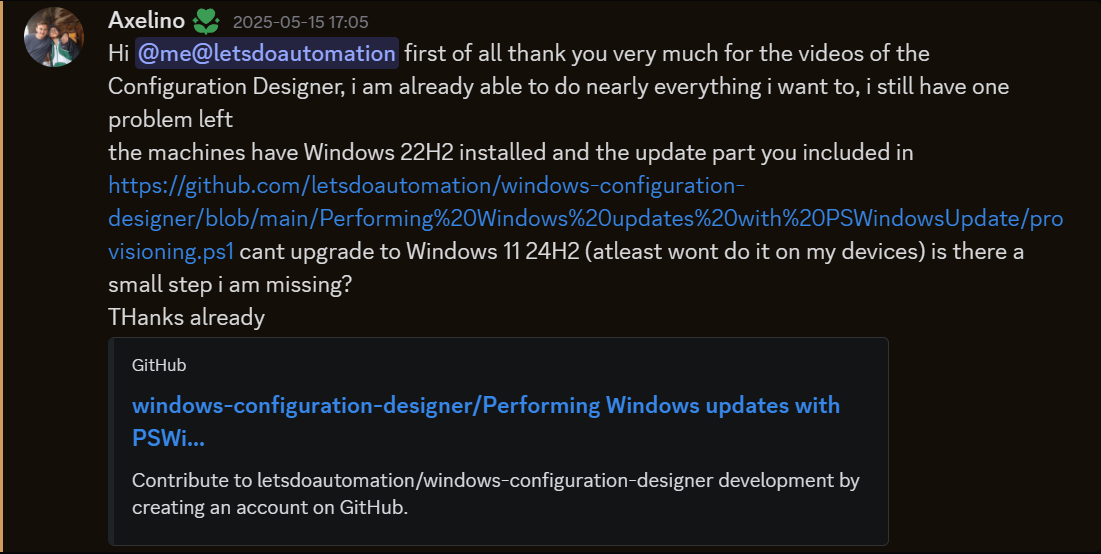 Axelino 2025-05-15 17:05
Hi @me@letsdoautomation first of all thank you very much for the videos of the
Configuration Designer, i am already able to do nearly everything i want to, i still have one
problem left
the machines have Windows 22H2 installed and the update part you included in
https://github.com/letsdoautomation/windows-configuration-
designer/blob/main/Performing%20Windows%20updates%20with%20PSWindowsUpdate/pro
visioning.ps1 cant upgrade to Windows 11 24H2 (atleast wont do it on my devices) is there a
small step i am missing?
THanks already
GitHub
windows-configuration-designer/Performing Windows updates with
PSWi...
Contribute to letsdoautomation/windows-configuration-designer development by
creating an account on GitHub.